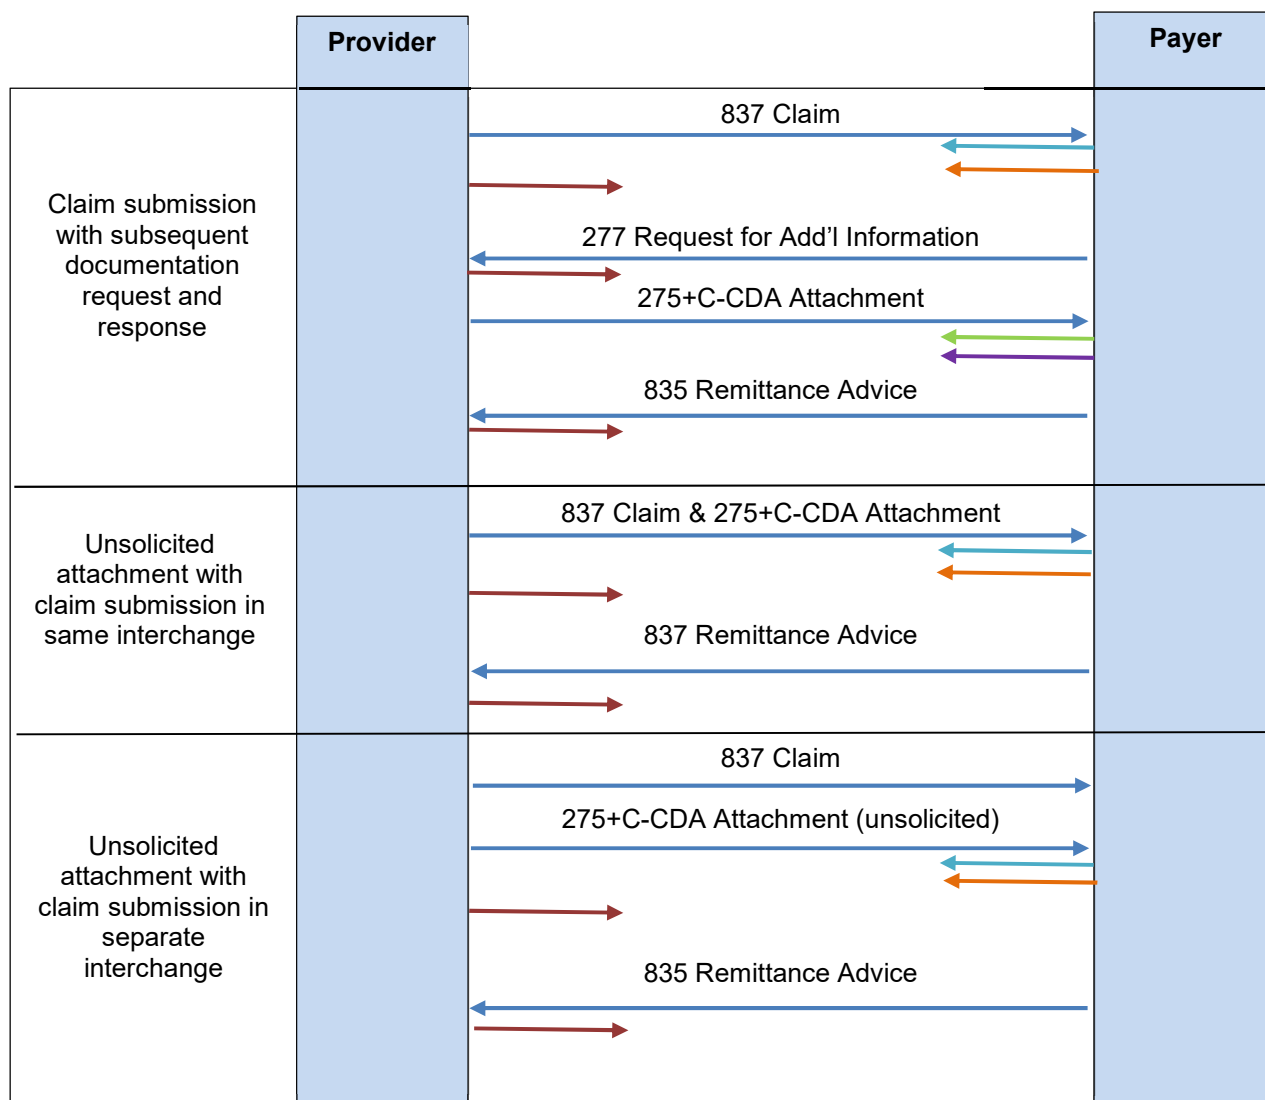 Provider
Payer
Claim submission
with subsequent
documentation
request and
response
837 Claim
277 Request for Add’l Information
275+C-CDA Attachment
835 Remittance Advice
Unsolicited
attachment with
claim submission in
same interchange
837 Claim & 275+C-CDA Attachment
837 Remittance Advice
Unsolicited
attachment with
claim submission in
separate
interchange
837 Claim
275+C-CDA Attachment (unsolicited)
835 Remittance Advice